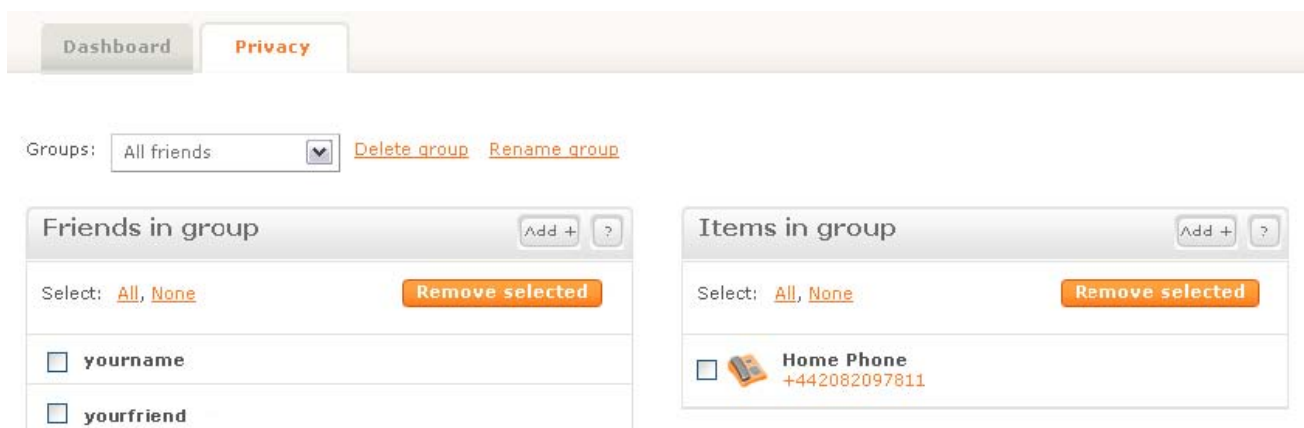 Dashboard Privacy
Groups: All friends Delete group Rename group
Friends in group Add + ?
Select: All, None Remove selected
yourname
yourfriend
Items in group Add + ?
Select: All, None Remove selected
Home Phone
+442082097811